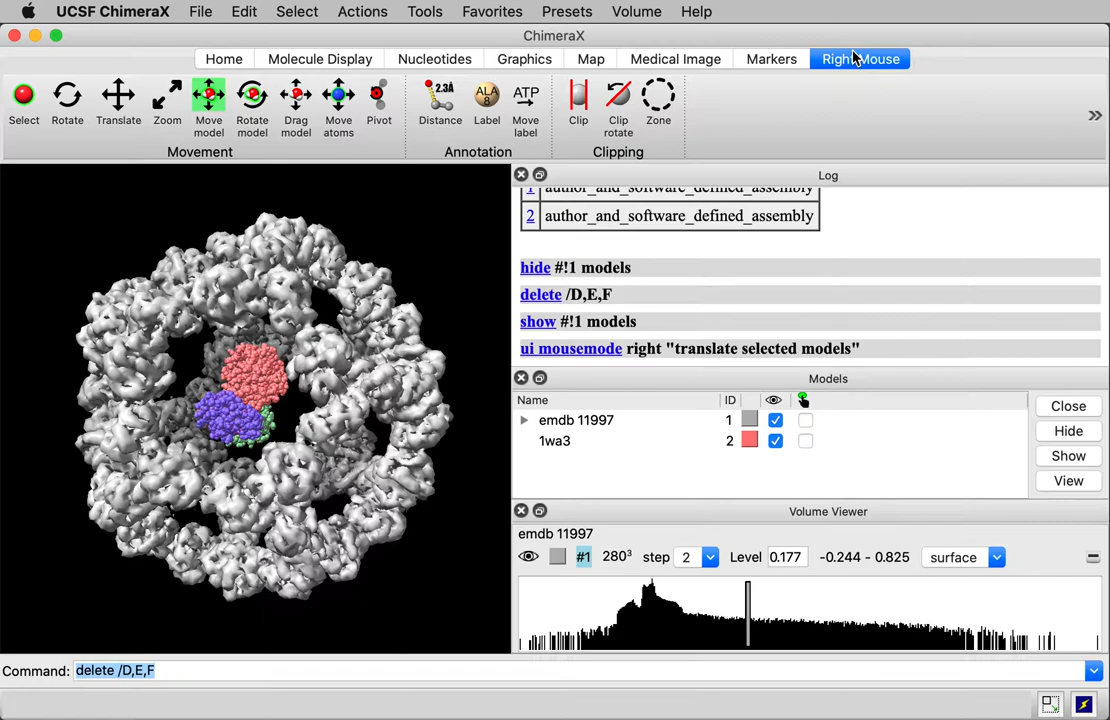 UCSF ChimeraX File Edit Select Actions Tools Favorites Presets Volume Help
ChimeraX
Home Molecule Display Nucleotides Graphics Map Medical Image Markers Right Mouse
2.3Å ALA 8 ATP
Select Rotate Translate Zoom Move model Rotate model Drag model Move atoms Pivot Distance Label Move label Clip Clip rotate Zone
Movement Annotation Clipping »
Log
1 author_and_software_defined_assembly
2 author_and_software_defined_assembly
hide #!1 models
delete /D,E,F
show #!1 models
ui mousemode right "translate selected models"
Models
Name ID
emdb 11997 1
1wa3 2
Close
Hide
Show
View
Volume Viewer
emdb 11997
#1 280³ step 2 Level 0.177 -0.244 - 0.825 surface
Command: delete /D,E,F